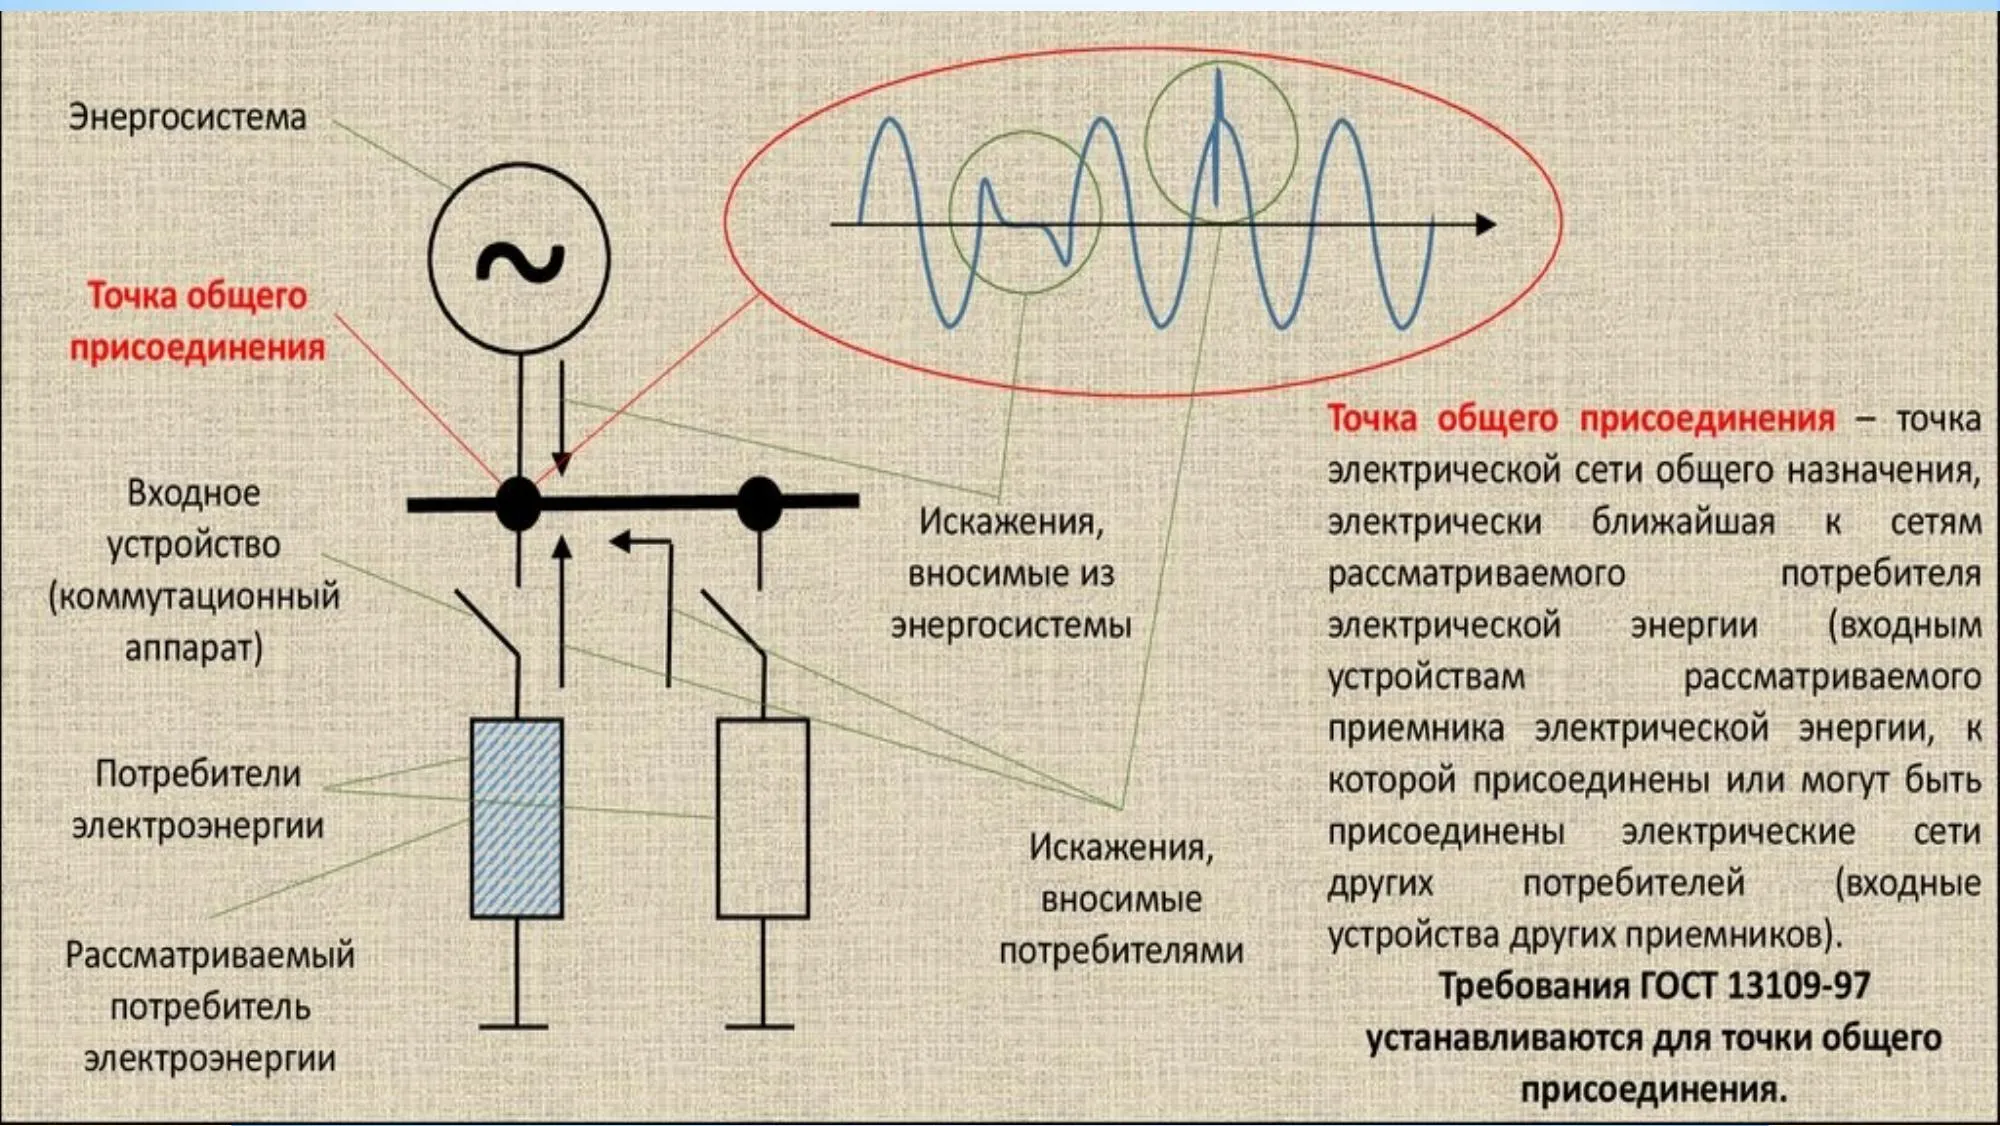 Энергосистема
Точка общего
присоединения
Входное
устройство
(коммутационный
аппарат)
Потребители
электроэнергии
Рассматриваемый
потребитель
электроэнергии
Искажения,
вносимые из
энергосистемы
Искажения,
вносимые
потребителями
Точка общего присоединения – точка
электрической сети общего назначения,
электрически ближайшая к сетям
рассматриваемого потребителя
электрической энергии (входным
устройствам рассматриваемого
приемника электрической энергии, к
которой присоединены или могут быть
присоединены электрические сети
других потребителей (входные
устройства других приемников).
Требования ГОСТ 13109-97
устанавливаются для точки общего
присоединения.